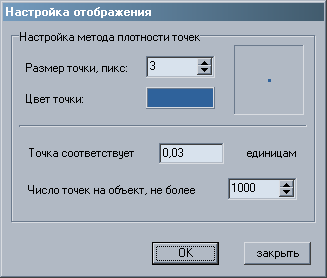 Настройка отображения
Настройка метода плотности точек
Размер точки, пикс: 3
Цвет точки:
Точка соответствует 0,03 единицам
Число точек на объект, не более 1000
OK закрыть